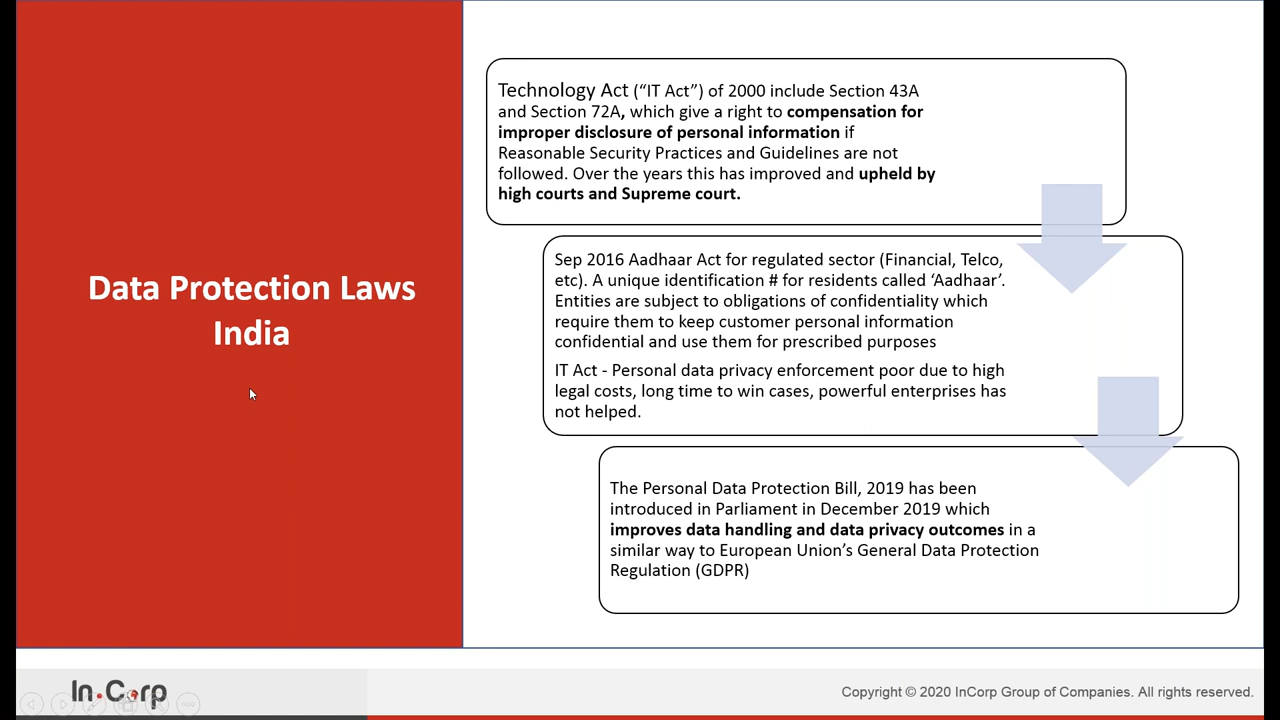 Data Protection Laws
India
Technology Act (“IT Act”) of 2000 include Section 43A
and Section 72A, which give a right to compensation for
improper disclosure of personal information if
Reasonable Security Practices and Guidelines are not
followed. Over the years this has improved and upheld by
high courts and Supreme court.
Sep 2016 Aadhaar Act for regulated sector (Financial, Telco,
etc). A unique identification # for residents called ‘Aadhaar’.
Entities are subject to obligations of confidentiality which
require them to keep customer personal information
confidential and use them for prescribed purposes
IT Act - Personal data privacy enforcement poor due to high
legal costs, long time to win cases, powerful enterprises has
not helped.
The Personal Data Protection Bill, 2019 has been
introduced in Parliament in December 2019 which
improves data handling and data privacy outcomes in a
similar way to European Union’s General Data Protection
Regulation (GDPR)
In.Corp
Copyright © 2020 InCorp Group of Companies. All rights reserved.